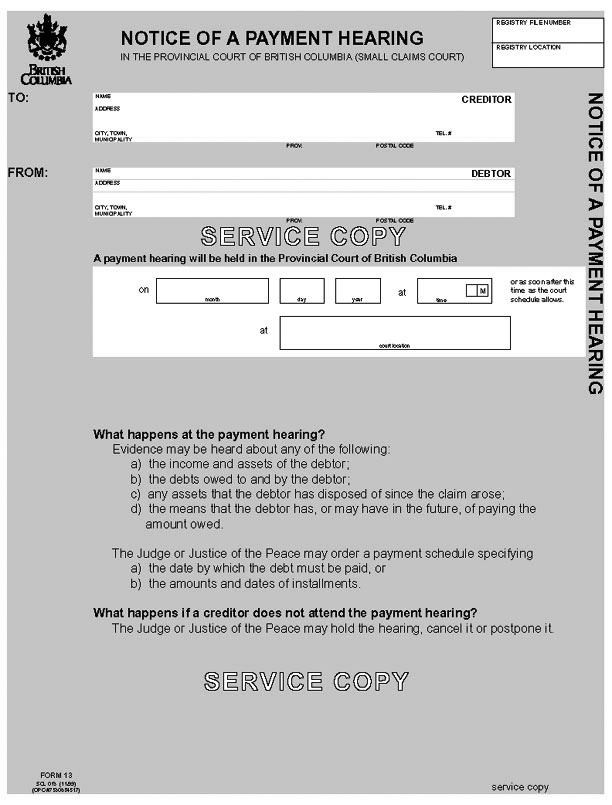 BRITISH
COLUMBIA
NOTICE OF A PAYMENT HEARING
IN THE PROVINCIAL COURT OF BRITISH COLUMBIA (SMALL CLAIMS COURT)
REGISTRY FILE NUMBER
REGISTRY LOCATION
TO:
NAME
CREDITOR
ADDRESS
CITY, TOWN,
MUNICIPALITY
TEL. #
PROV.
POSTAL CODE
FROM:
NAME
DEBTOR
ADDRESS
CITY, TOWN,
MUNICIPALITY
TEL. #
PROV.
POSTAL CODE
SERVICE COPY
A payment hearing will be held in the Provincial Court of British Columbia
on
month
day
year
at
time
M
or as soon after this
time as the court
schedule allows.
at
court location
NOTICE OF A PAYMENT HEARING
What happens at the payment hearing?
Evidence may be heard about any of the following:
a) the income and assets of the debtor;
b) the debts owed to and by the debtor;
c) any assets that the debtor has disposed of since the claim arose;
d) the means that the debtor has, or may have in the future, of paying the
amount owed.
The Judge or Justice of the Peace may order a payment schedule specifying
a) the date by which the debt must be paid, or
b) the amounts and dates of installments.
What happens if a creditor does not attend the payment hearing?
The Judge or Justice of the Peace may hold the hearing, cancel it or postpone it.
SERVICE COPY
FORM 13
service copy